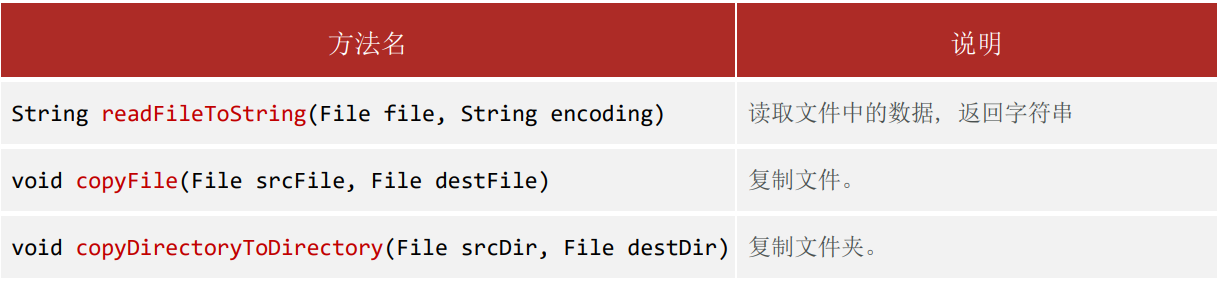 方法名 说明
String readFileToString(File file, String encoding) 读取文件中的数据, 返回字符串
void copyFile(File srcFile, File destFile) 复制文件。
void copyDirectoryToDirectory(File srcDir, File destDir) 复制文件夹。